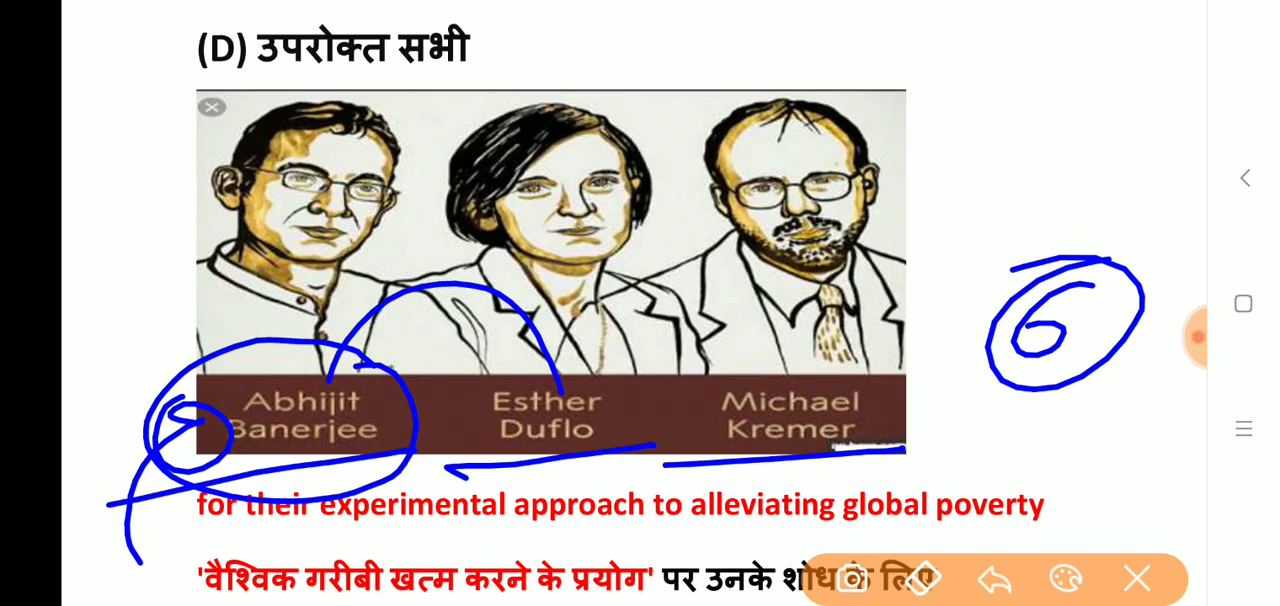 (D) उपरोक्त सभी
Abhijit Banerjee
Esther Duflo
Michael Kremer
6
for their experimental approach to alleviating global poverty
'वैश्विक गरीबी खत्म करने के प्रयोग' पर उनके शोध के लिए